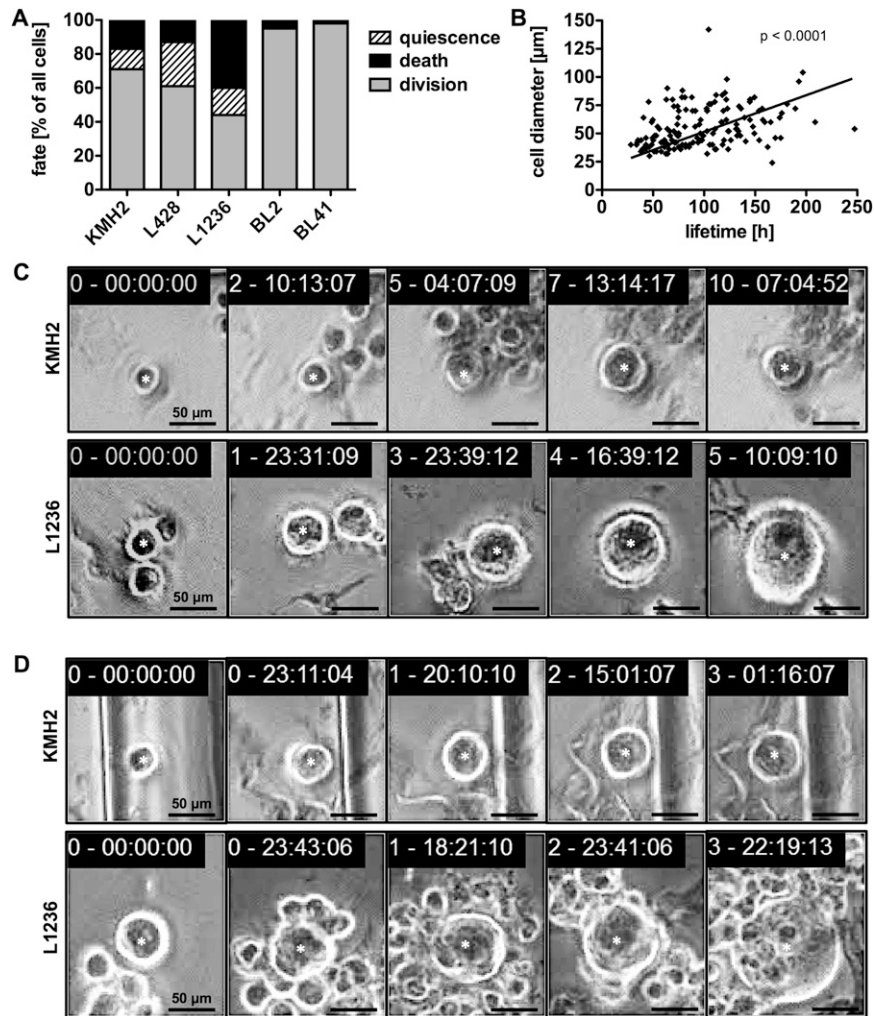 A
fate [% of all cells]
100
80
60
40
20
0
KMH2
L428
L1236
BL2
BL41
quiescence
death
division
B
cell diameter [µm]
150
125
100
75
50
25
0
0 50 100 150 200 250
lifetime [h]
p < 0.0001
C
KMH2
0 - 00:00:00 2 - 10:13:07 5 - 04:07:09 7 - 13:14:17 10 - 07:04:52
* * * * *
50 µm
L1236
0 - 00:00:00 1 - 23:31:09 3 - 23:39:12 4 - 16:39:12 5 - 10:09:10
* * * * *
50 µm
D
KMH2
0 - 00:00:00 0 - 23:11:04 1 - 20:10:10 2 - 15:01:07 3 - 01:16:07
* * * * *
50 µm
L1236
0 - 00:00:00 0 - 23:43:06 1 - 18:21:10 2 - 23:41:06 3 - 22:19:13
* * * * *
50 µm